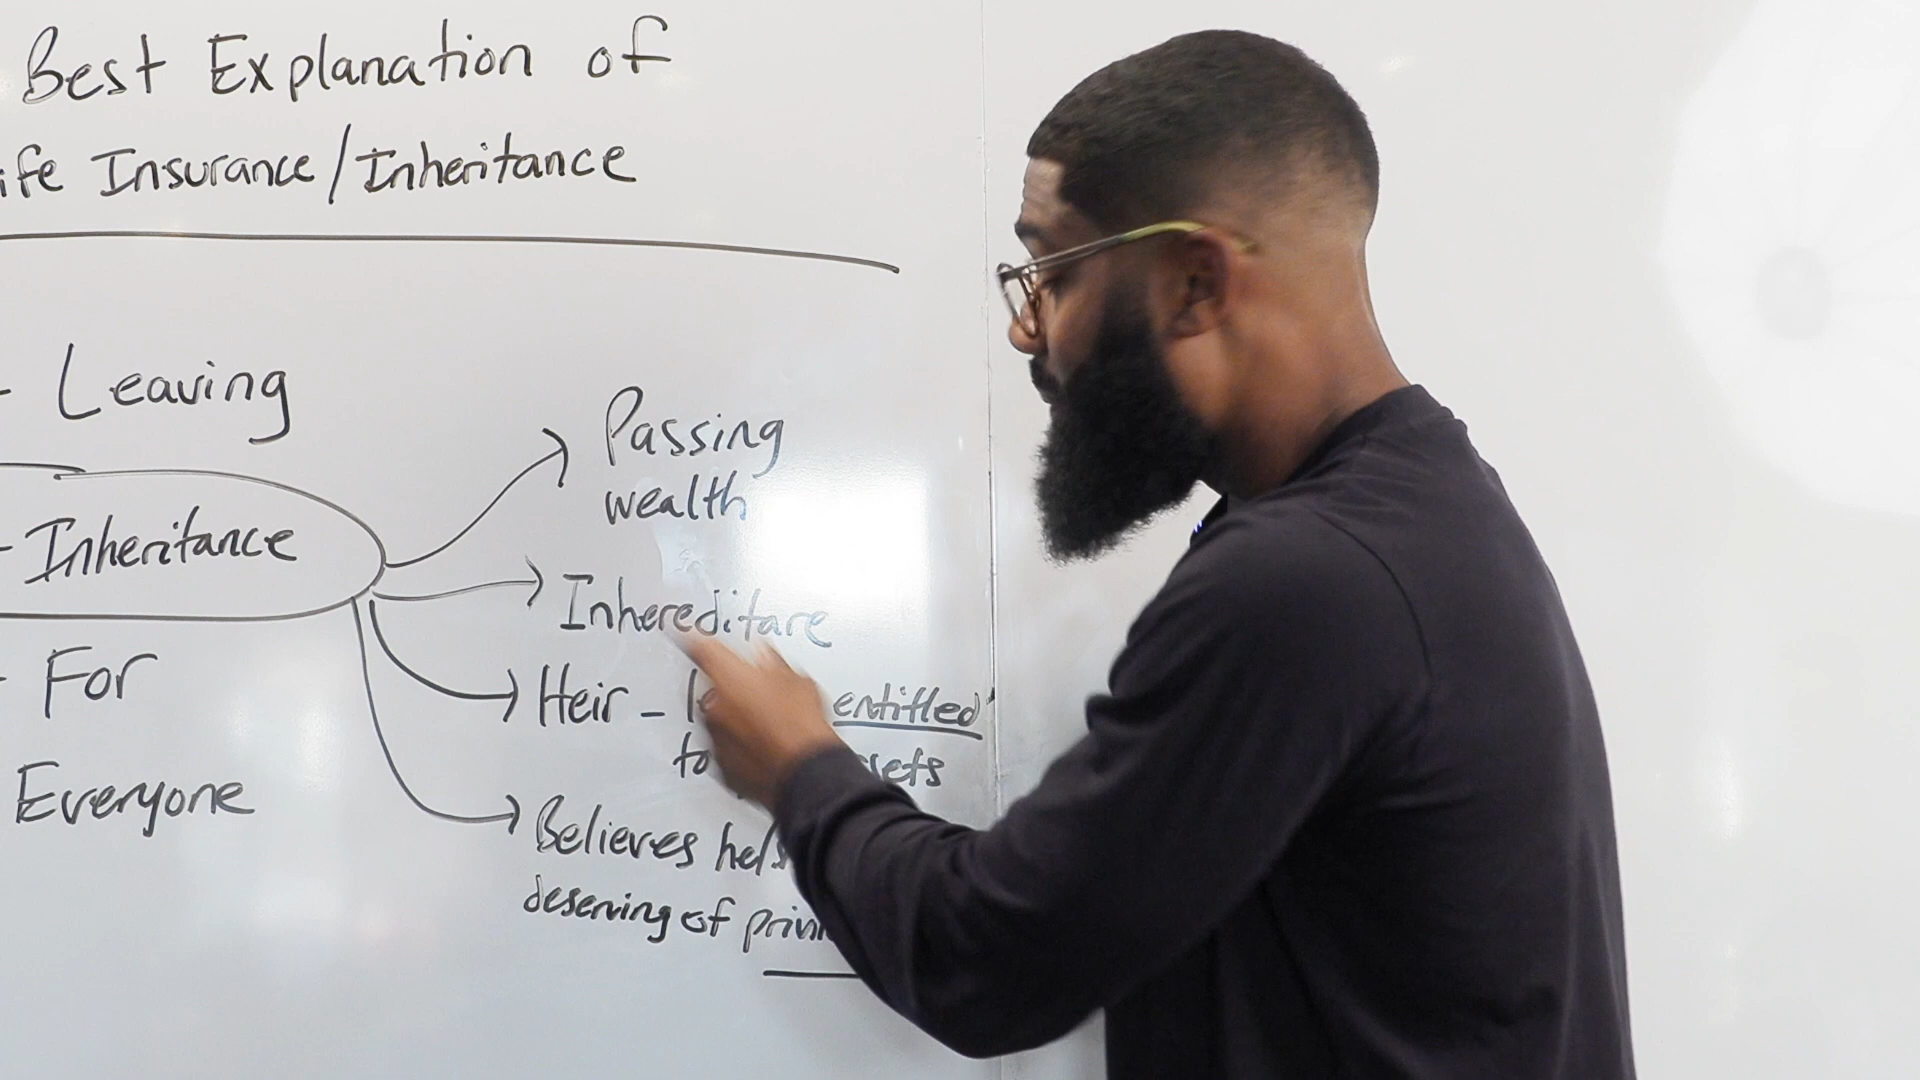 Best Explanation of
ife Insurance/Inheritance
- Leaving
Passing
wealth
- Inheritance
Inhereditare
- For
Heir - entitled
to
Everyone
Believes
deserving of